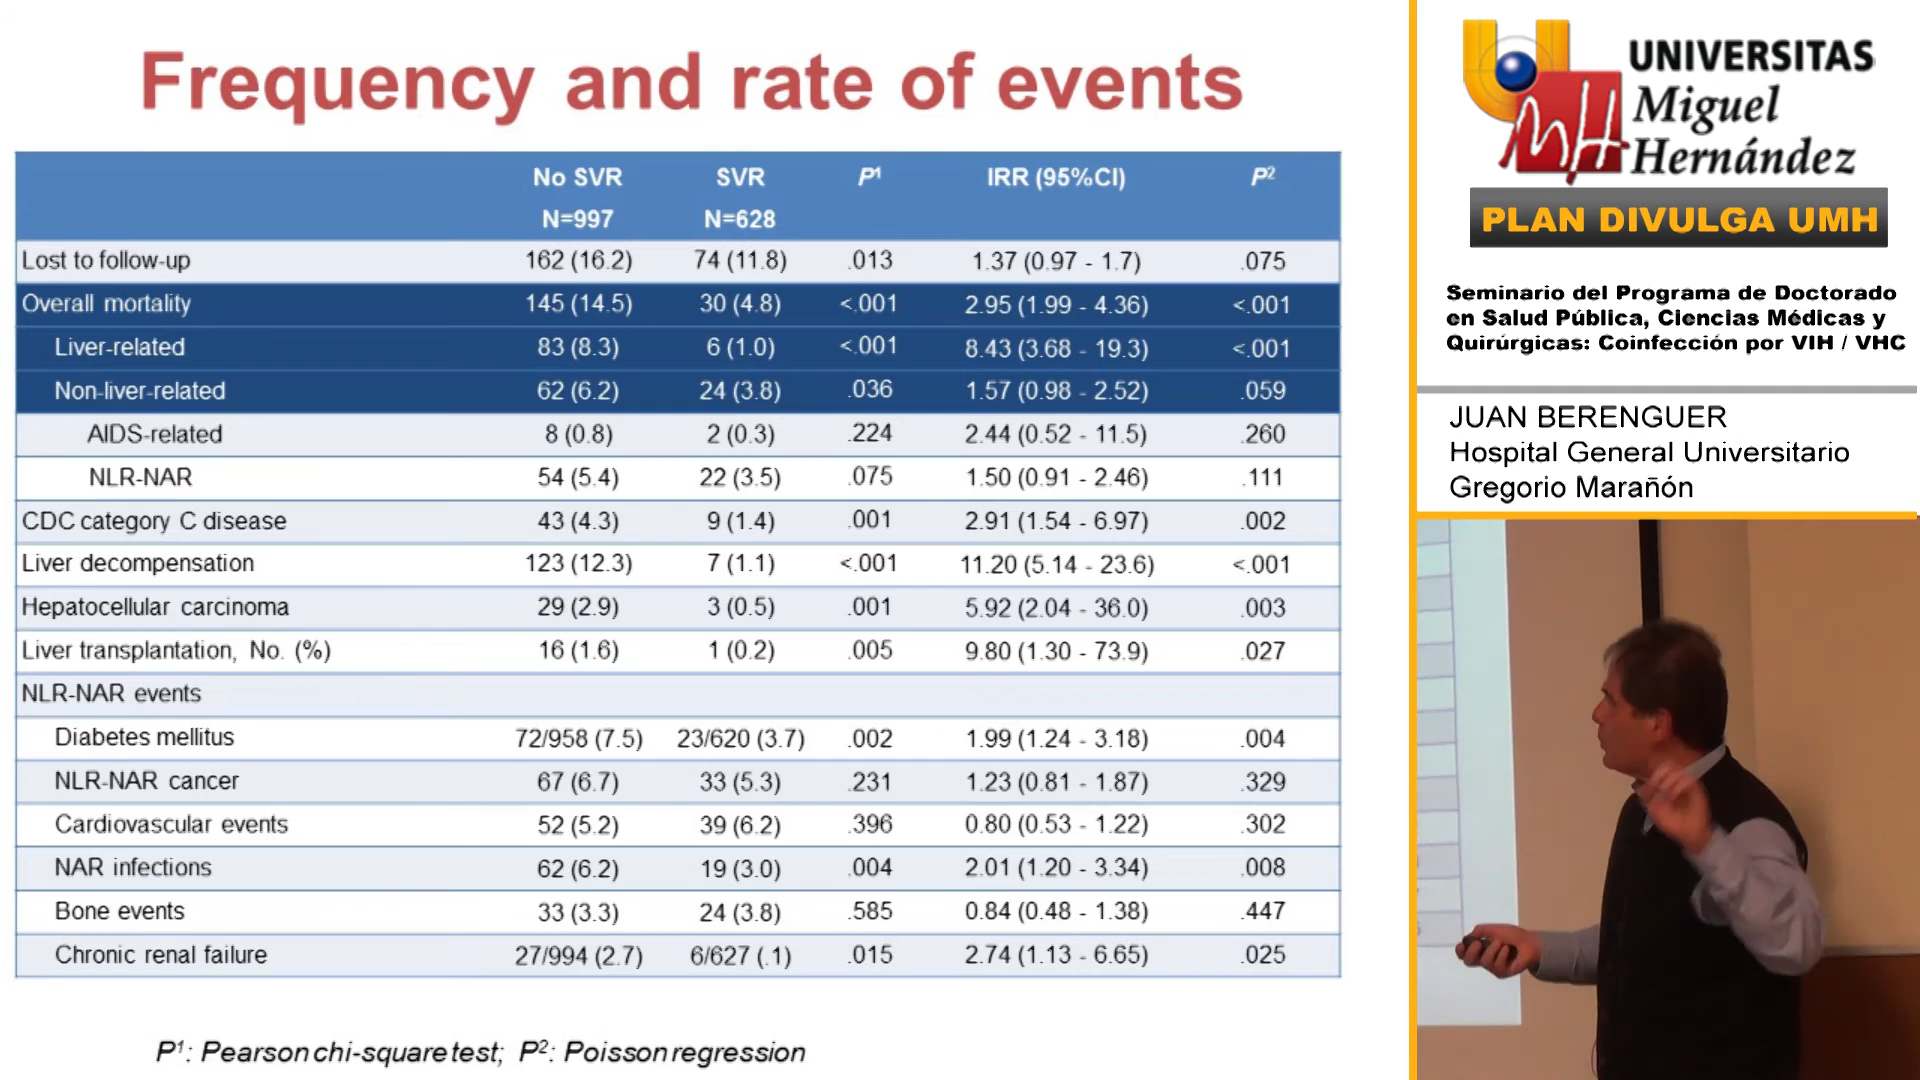 Frequency and rate of events
No SVR SVR P¹ IRR (95%CI) P²
N=997 N=628
Lost to follow-up 162 (16.2) 74 (11.8) .013 1.37 (0.97 - 1.7) .075
Overall mortality 145 (14.5) 30 (4.8) <.001 2.95 (1.99 - 4.36) <.001
Liver-related 83 (8.3) 6 (1.0) <.001 8.43 (3.68 - 19.3) <.001
Non-liver-related 62 (6.2) 24 (3.8) .036 1.57 (0.98 - 2.52) .059
AIDS-related 8 (0.8) 2 (0.3) .224 2.44 (0.52 - 11.5) .260
NLR-NAR 54 (5.4) 22 (3.5) .075 1.50 (0.91 - 2.46) .111
CDC category C disease 43 (4.3) 9 (1.4) .001 2.91 (1.54 - 6.97) .002
Liver decompensation 123 (12.3) 7 (1.1) <.001 11.20 (5.14 - 23.6) <.001
Hepatocellular carcinoma 29 (2.9) 3 (0.5) .001 5.92 (2.04 - 36.0) .003
Liver transplantation, No. (%) 16 (1.6) 1 (0.2) .005 9.80 (1.30 - 73.9) .027
NLR-NAR events
Diabetes mellitus 72/958 (7.5) 23/620 (3.7) .002 1.99 (1.24 - 3.18) .004
NLR-NAR cancer 67 (6.7) 33 (5.3) .231 1.23 (0.81 - 1.87) .329
Cardiovascular events 52 (5.2) 39 (6.2) .396 0.80 (0.53 - 1.22) .302
NAR infections 62 (6.2) 19 (3.0) .004 2.01 (1.20 - 3.34) .008
Bone events 33 (3.3) 24 (3.8) .585 0.84 (0.48 - 1.38) .447
Chronic renal failure 27/994 (2.7) 6/627 (.1) .015 2.74 (1.13 - 6.65) .025
P¹: Pearson chi-square test; P²: Poisson regression
UMH
UNIVERSITAS
Miguel
Hernández
PLAN DIVULGA UMH
Seminario del Programa de Doctorado
en Salud Pública, Ciencias Médicas y
Quirúrgicas: Coinfección por VIH / VHC
JUAN BERENGUER
Hospital General Universitario
Gregorio Marañón